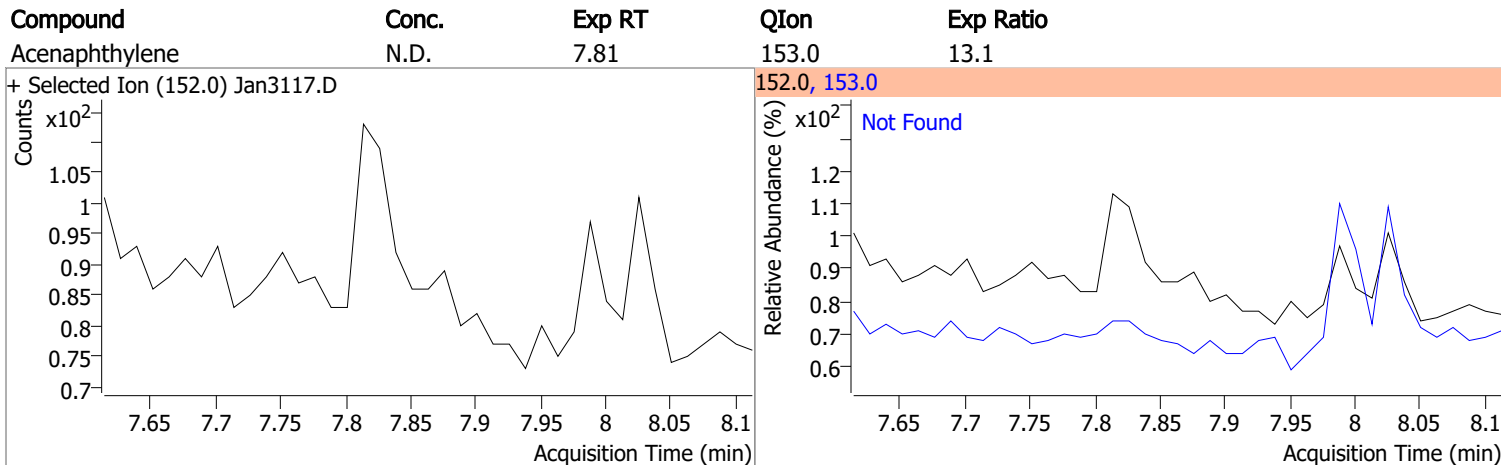 Compound Conc. Exp RT QIon Exp Ratio
Acenaphthylene N.D. 7.81 153.0 13.1
+ Selected Ion (152.0) Jan3117.D
Counts
x10²
1.05
1
0.95
0.9
0.85
0.8
0.75
0.7
7.65 7.7 7.75 7.8 7.85 7.9 7.95 8 8.05 8.1
Acquisition Time (min)
152.0, 153.0
Relative Abundance (%)
x10²
Not Found
1.2
1.1
1
0.9
0.8
0.7
0.6
7.65 7.7 7.75 7.8 7.85 7.9 7.95 8 8.05 8.1
Acquisition Time (min)